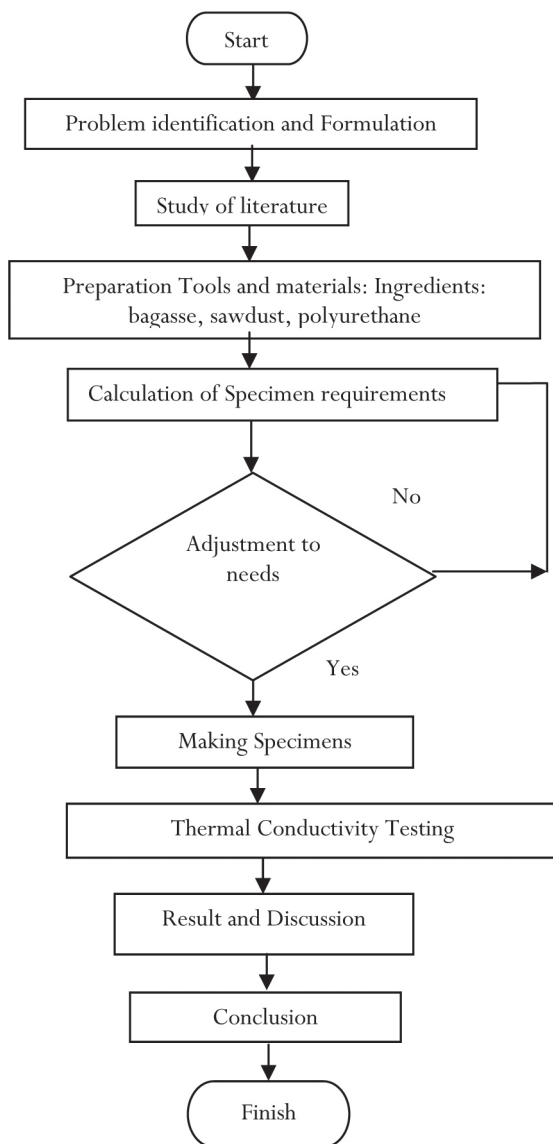 Start
Problem identification and Formulation
Study of literature
Preparation Tools and materials: Ingredients:
bagasse, sawdust, polyurethane
Calculation of Specimen requirements
No
Adjustment to
needs
Yes
Making Specimens
Thermal Conductivity Testing
Result and Discussion
Conclusion
Finish